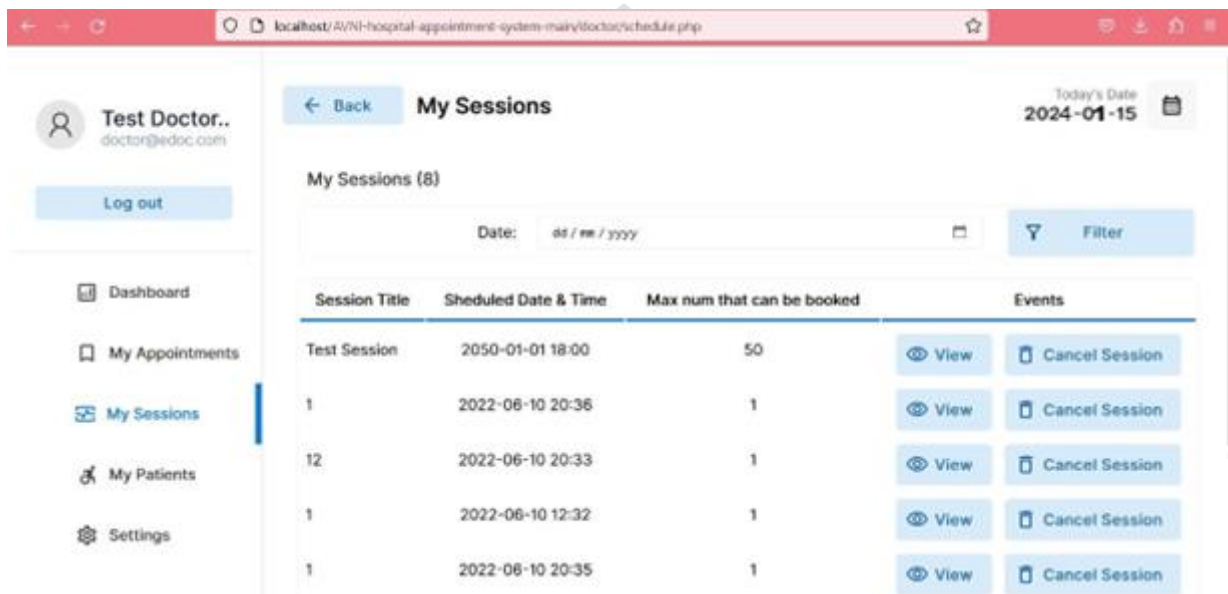 localhost/AVNI-hospital-appointment-system-main/doctor/schedule.php
Test Doctor..
doctor@edoc.com
Log out
Dashboard
My Appointments
My Sessions
My Patients
Settings
Back
My Sessions
Today's Date
2024-01-15
My Sessions (8)
Date: dd / mm / yyyy Filter
Session Title Sheduled Date & Time Max num that can be booked Events
Test Session 2050-01-01 18:00 50 View Cancel Session
1 2022-06-10 20:36 1 View Cancel Session
12 2022-06-10 20:33 1 View Cancel Session
1 2022-06-10 12:32 1 View Cancel Session
1 2022-06-10 20:35 1 View Cancel Session